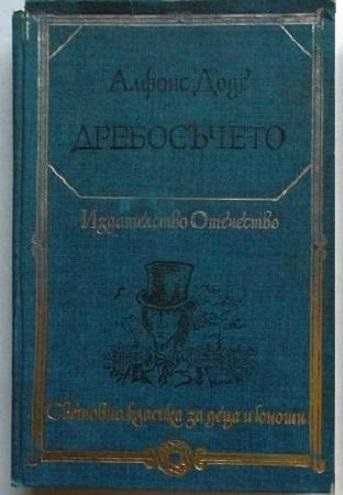 Алфонс Доде
ДРЕБОСЪЧЕТО
Издателство Отечество
Световна класика за деца и юноши